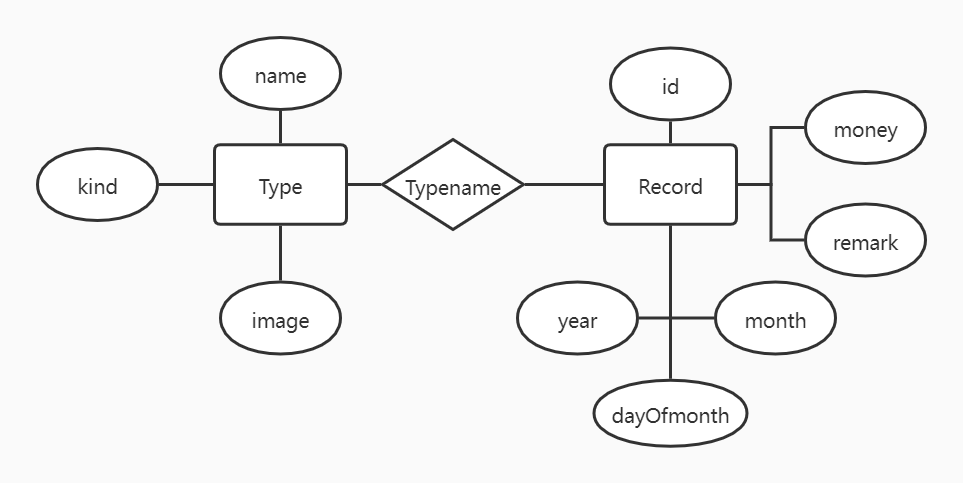 name
id
money
kind
Type
Typename
Record
remark
image
year
month
dayOfmonth